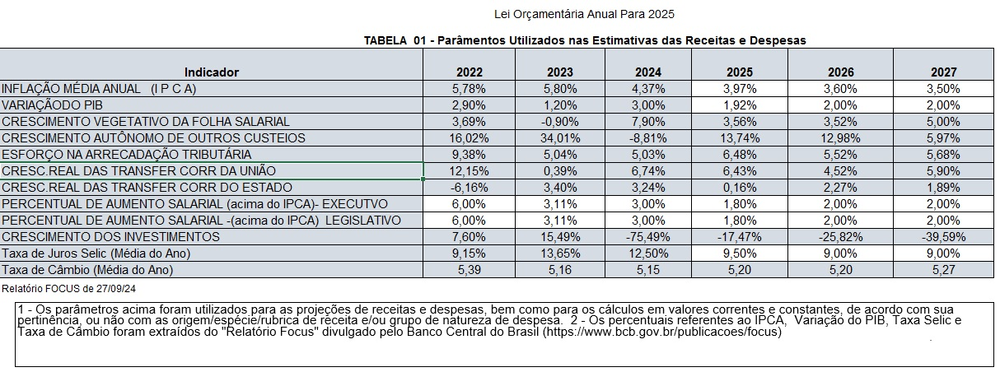 Lei Orçamentária Anual Para 2025
TABELA 01 - Parâmentos Utilizados nas Estimativas das Receitas e Despesas
Indicador 2022 2023 2024 2025 2026 2027
INFLAÇÃO MÉDIA ANUAL (I P C A) 5,78% 5,80% 4,37% 3,97% 3,60% 3,50%
VARIAÇÃODO PIB 2,90% 1,20% 3,00% 1,92% 2,00% 2,00%
CRESCIMENTO VEGETATIVO DA FOLHA SALARIAL 3,69% -0,90% 7,90% 3,56% 3,52% 5,00%
CRESCIMENTO AUTÔNOMO DE OUTROS CUSTEIOS 16,02% 34,01% -8,81% 13,74% 12,98% 5,97%
ESFORÇO NA ARRECADAÇÃO TRIBUTÁRIA 9,38% 5,04% 5,03% 6,48% 5,52% 5,68%
CRESC.REAL DAS TRANSFER CORR DA UNIÃO 12,15% 0,39% 6,74% 6,43% 4,52% 5,90%
CRESC.REAL DAS TRANSFER CORR DO ESTADO -6,16% 3,40% 3,24% 0,16% 2,27% 1,89%
PERCENTUAL DE AUMENTO SALARIAL (acima do IPCA)- EXECUTVO 6,00% 3,11% 3,00% 1,80% 2,00% 2,00%
PERCENTUAL DE AUMENTO SALARIAL -(acima do IPCA) LEGISLATIVO 6,00% 3,11% 3,00% 1,80% 2,00% 2,00%
CRESCIMENTO DOS INVESTIMENTOS 7,60% 15,49% -75,49% -17,47% -25,82% -39,59%
Taxa de Juros Selic (Média do Ano) 9,15% 13,65% 12,50% 9,50% 9,00% 9,00%
Taxa de Câmbio (Média do Ano) 5,39 5,16 5,15 5,20 5,20 5,27
Relatório FOCUS de 27/09/24
1 - Os parâmetros acima foram utilizados para as projeções de receitas e despesas, bem como para os cálculos em valores correntes e constantes, de acordo com sua
pertinência, ou não com as origem/espécie/rubrica de receita e/ou grupo de natureza de despesa. 2 - Os percentuais referentes ao IPCA, Variação do PIB, Taxa Selic e
Taxa de Câmbio foram extraídos do "Relatório Focus" divulgado pelo Banco Central do Brasil (https://www.bcb.gov.br/publicacoes/focus)
.